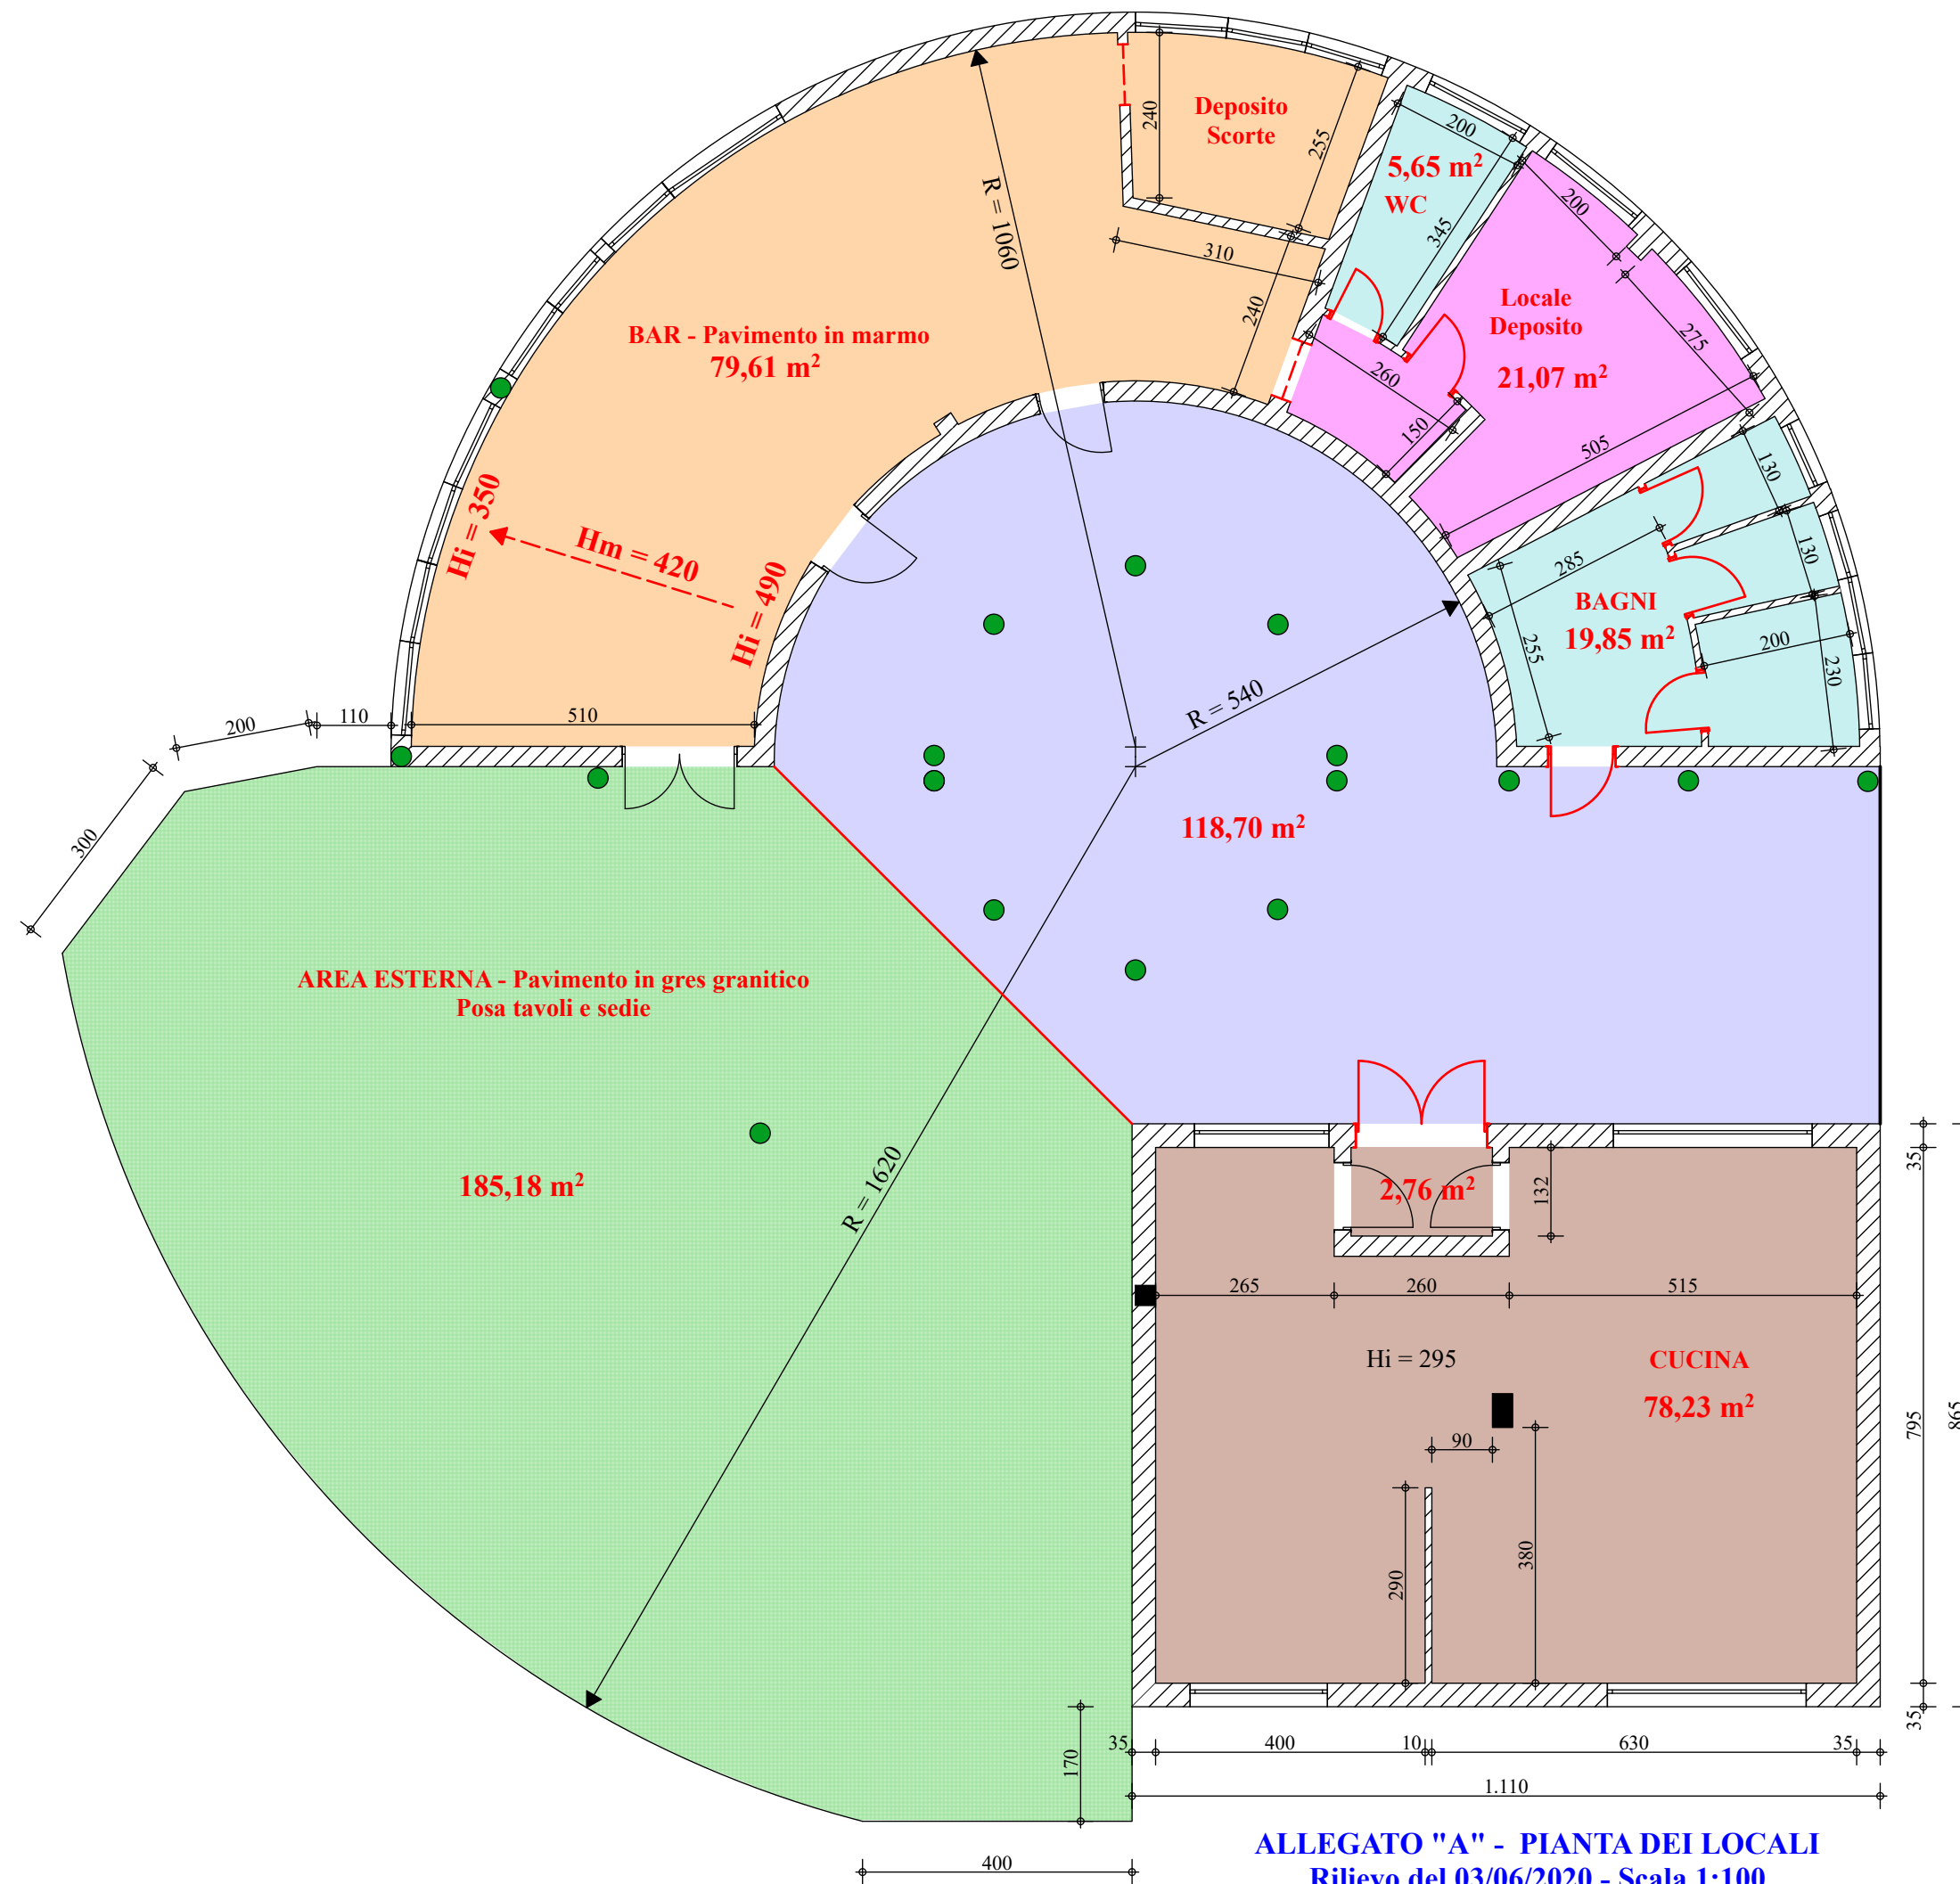 240
Deposito
Scorte
255
R = 1060
310
240
200
5,65 m²
WC
345
200
Locale
Deposito
275
21,07 m²
260
150
505
BAR - Pavimento in marmo
79,61 m²
Hi = 350
Hm = 420
Hi = 490
130
130
285
BAGNI
19,85 m²
255
200
230
R = 540
200
110
510
300
118,70 m²
AREA ESTERNA - Pavimento in gres granitico
Posa tavoli e sedie
185,18 m²
R = 1620
2,76 m²
132
35
265
260
515
Hi = 295
CUCINA
78,23 m²
90
290
380
795
865
35
170
35
400
10
630
35
1.110
400
ALLEGATO "A" - PIANTA DEI LOCALI
Rilievo del 03/06/2020 - Scala 1:100